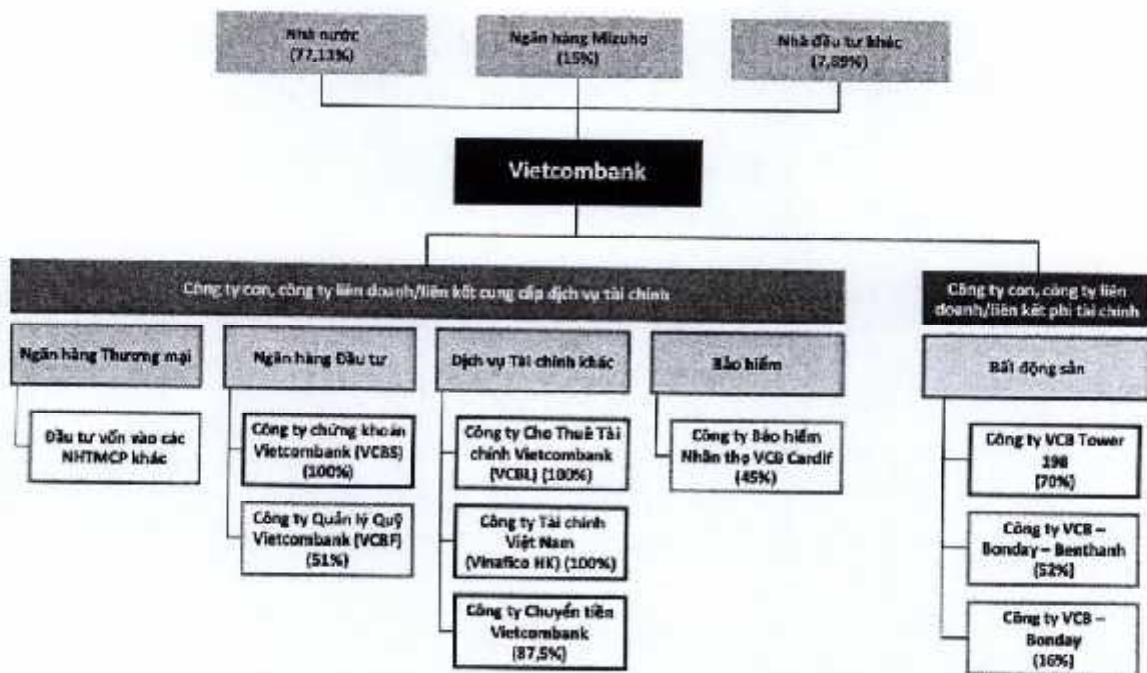 Nhà nước
(77,11%)
Ngân hàng Mizuho
(15%)
Nhà đầu tư khác
(7,89%)
Vietcombank
Công ty con, công ty liên doanh/liên kết cung cấp dịch vụ tài chính
Công ty con, công ty liên
doanh/liên kết phi tài chính
Ngân hàng Thương mại
Ngân hàng Đầu tư
Dịch vụ Tài chính khác
Bảo hiểm
Bất động sản
Đầu tư vốn vào các
NHTMCP khác
Công ty chứng khoán
Vietcombank (VCBS)
(100%)
Công ty Quản lý Quỹ
Vietcombank (VCBF)
(51%)
Công ty Cho Thuê Tài
chính Vietcombank
(VCBL) (100%)
Công ty Tài chính
Việt Nam
(Vinafico HK) (100%)
Công ty Chuyển tiền
Vietcombank
(87,5%)
Công ty Bảo hiểm
Nhân thọ VCB Cardif
(45%)
Công ty VCB Tower
198
(70%)
Công ty VCB –
Bonday – Benthanh
(52%)
Công ty VCB –
Bonday
(16%)